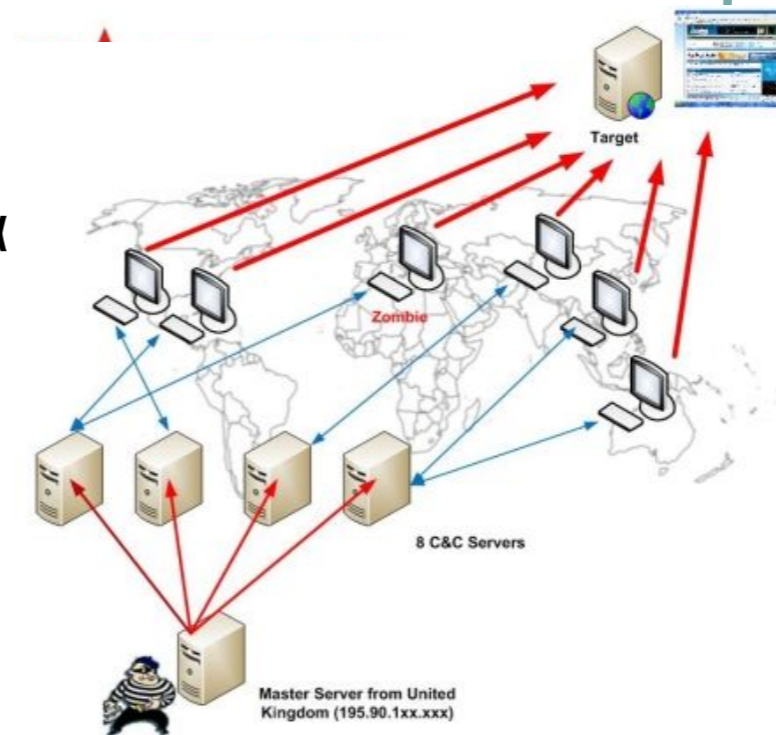 Target
Zombie
8 C&C Servers
Master Server from United
Kingdom (195.90.1xx.xxx)